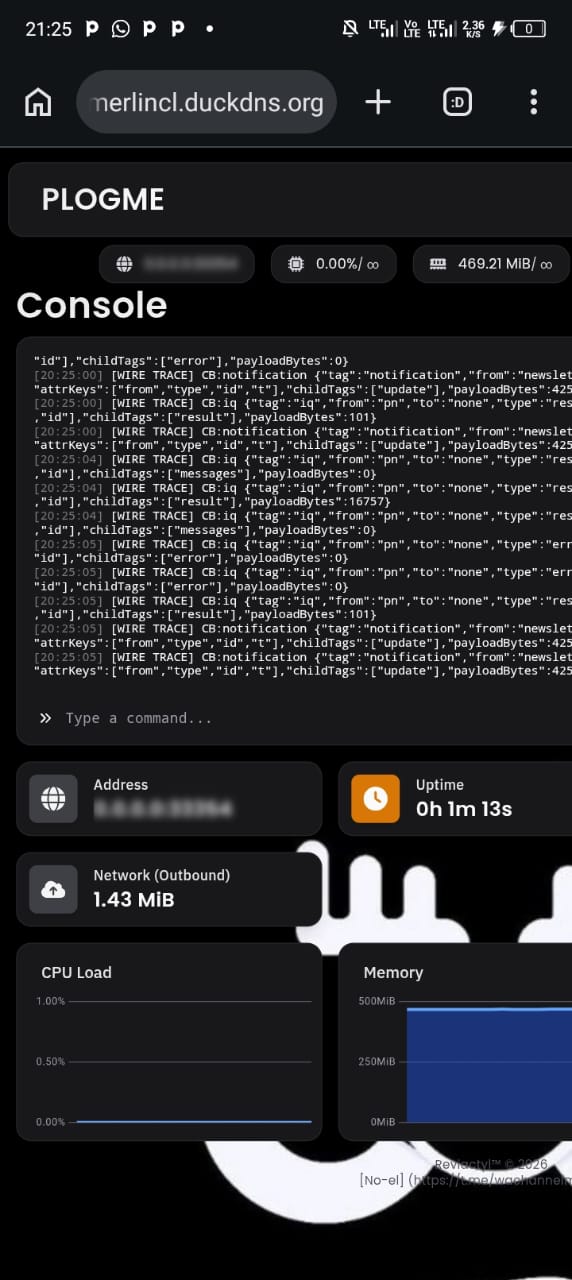 21:25
LTE
Vo
LTE
LTE
2.36
K/S
0
merlincl.duckdns.org
:D
PLOGME
0.00%/ ∞
469.21 MiB/ ∞
Console
"id"],"childTags":["error"],"payloadBytes":0}
[20:25:00] [WIRE TRACE] CB:notification {"tag":"notification","from":"newslet
"attrKeys":["from","type","id","t"],"childTags":["update"],"payloadBytes":425
[20:25:00] [WIRE TRACE] CB:iq {"tag":"iq","from":"pn","to":"none","type":"res
,"id"],"childTags":["result"],"payloadBytes":101}
[20:25:00] [WIRE TRACE] CB:notification {"tag":"notification","from":"newslet
"attrKeys":["from","type","id","t"],"childTags":["update"],"payloadBytes":425
[20:25:04] [WIRE TRACE] CB:iq {"tag":"iq","from":"pn","to":"none","type":"res
,"id"],"childTags":["messages"],"payloadBytes":0}
[20:25:04] [WIRE TRACE] CB:iq {"tag":"iq","from":"pn","to":"none","type":"res
,"id"],"childTags":["result"],"payloadBytes":16757}
[20:25:04] [WIRE TRACE] CB:iq {"tag":"iq","from":"pn","to":"none","type":"res
,"id"],"childTags":["messages"],"payloadBytes":0}
[20:25:05] [WIRE TRACE] CB:iq {"tag":"iq","from":"pn","to":"none","type":"err
"id"],"childTags":["error"],"payloadBytes":0}
[20:25:05] [WIRE TRACE] CB:iq {"tag":"iq","from":"pn","to":"none","type":"err
"id"],"childTags":["error"],"payloadBytes":0}
[20:25:05] [WIRE TRACE] CB:iq {"tag":"iq","from":"pn","to":"none","type":"res
,"id"],"childTags":["result"],"payloadBytes":101}
[20:25:05] [WIRE TRACE] CB:notification {"tag":"notification","from":"newslet
"attrKeys":["from","type","id","t"],"childTags":["update"],"payloadBytes":425
[20:25:05] [WIRE TRACE] CB:notification {"tag":"notification","from":"newslet
"attrKeys":["from","type","id","t"],"childTags":["update"],"payloadBytes":425
» Type a command...
Address
Uptime
0h 1m 13s
Network (Outbound)
1.43 MiB
CPU Load
1.00%
0.50%
0.00%
Memory
500MiB
250MiB
0MiB
Reviactyl™ © 2026
[No-el] (https://t.me/wachannelm